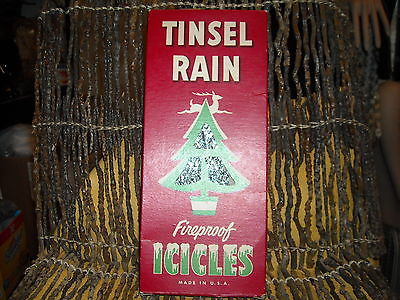 TINSEL
RAIN
Fireproof
ICICLES
MADE IN U.S.A.